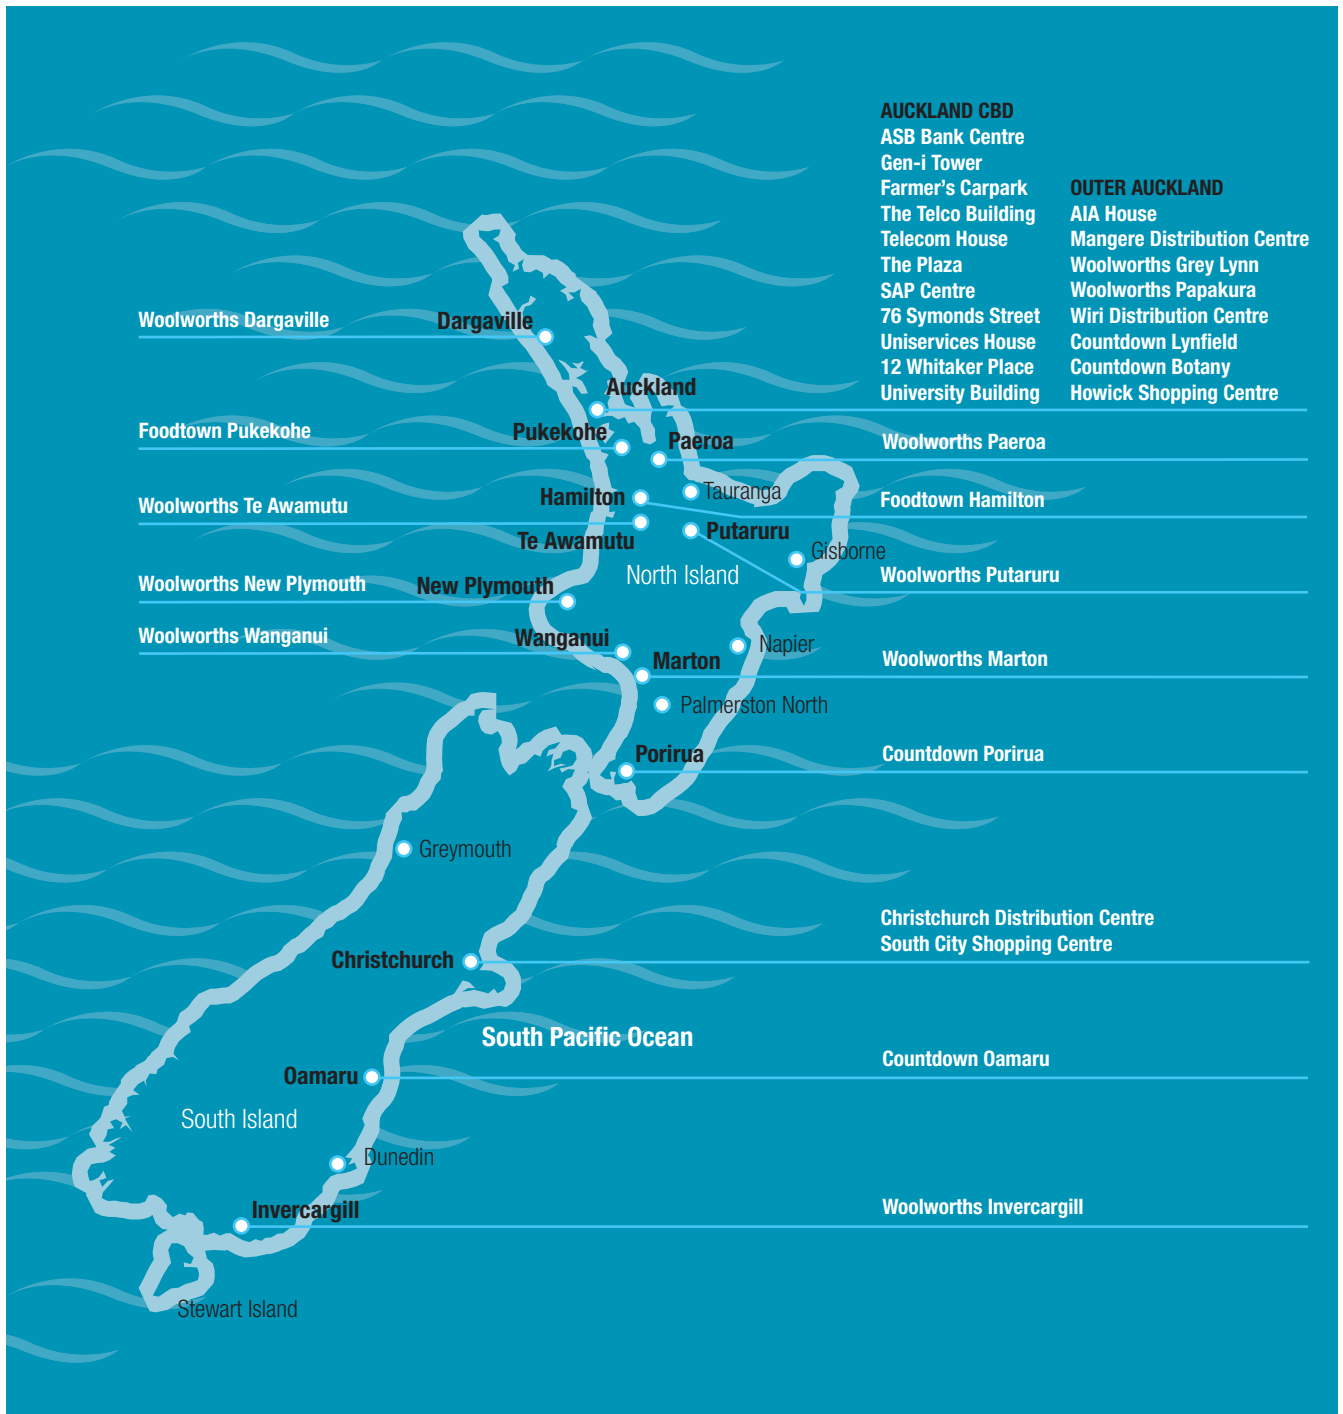 AUCKLAND CBD
ASB Bank Centre
Gen-i Tower
Farmer's Carpark
The Telco Building
Telecom House
The Plaza
SAP Centre
76 Symonds Street
Uniservices House
12 Whitaker Place
University Building
OUTER AUCKLAND
AIA House
Mangere Distribution Centre
Woolworths Grey Lynn
Woolworths Papakura
Wiri Distribution Centre
Countdown Lynfield
Countdown Botany
Howick Shopping Centre
Woolworths Dargaville
Dargaville
Auckland
Foodtown Pukekohe
Pukekohe
Paeroa
Woolworths Paeroa
Hamilton
Tauranga
Foodtown Hamilton
Woolworths Te Awamutu
Te Awamutu
Putaruru
Gisborne
North Island
Woolworths Putaruru
Woolworths New Plymouth
New Plymouth
Woolworths Wanganui
Wanganui
Napier
Marton
Woolworths Marton
Palmerston North
Porirua
Countdown Porirua
Greymouth
Christchurch Distribution Centre
South City Shopping Centre
Christchurch
South Pacific Ocean
Countdown Oamaru
Oamaru
South Island
Dunedin
Invercargill
Woolworths Invercargill
Stewart Island